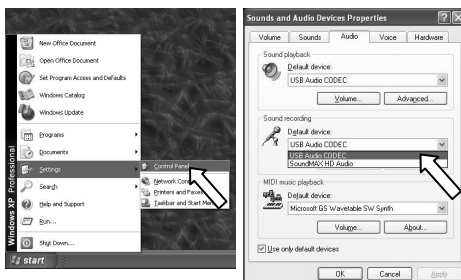 New Office Document
Open Office Document
Set Program Access and Defaults
Windows Catalog
Windows Update
Programs
Documents
Settings
Search
Help and Support
Run...
Shut Down...
Windows XP Professional
start
Control Panel
Network Con
Printers and Faxes
Taskbar and Start Me
Sounds and Audio Devices Properties
Volume Sounds Audio Voice Hardware
Sound playback
Default device:
USB Audio CODEC
Volume... Advanced...
Sound recording
Default device:
USB Audio CODEC
USB Audio CODEC
SoundMAX HD Audio
MIDI music playback
Default device:
Microsoft GS Wavetable SW Synth
Volume... About...
Use only default devices
OK Cancel Apply